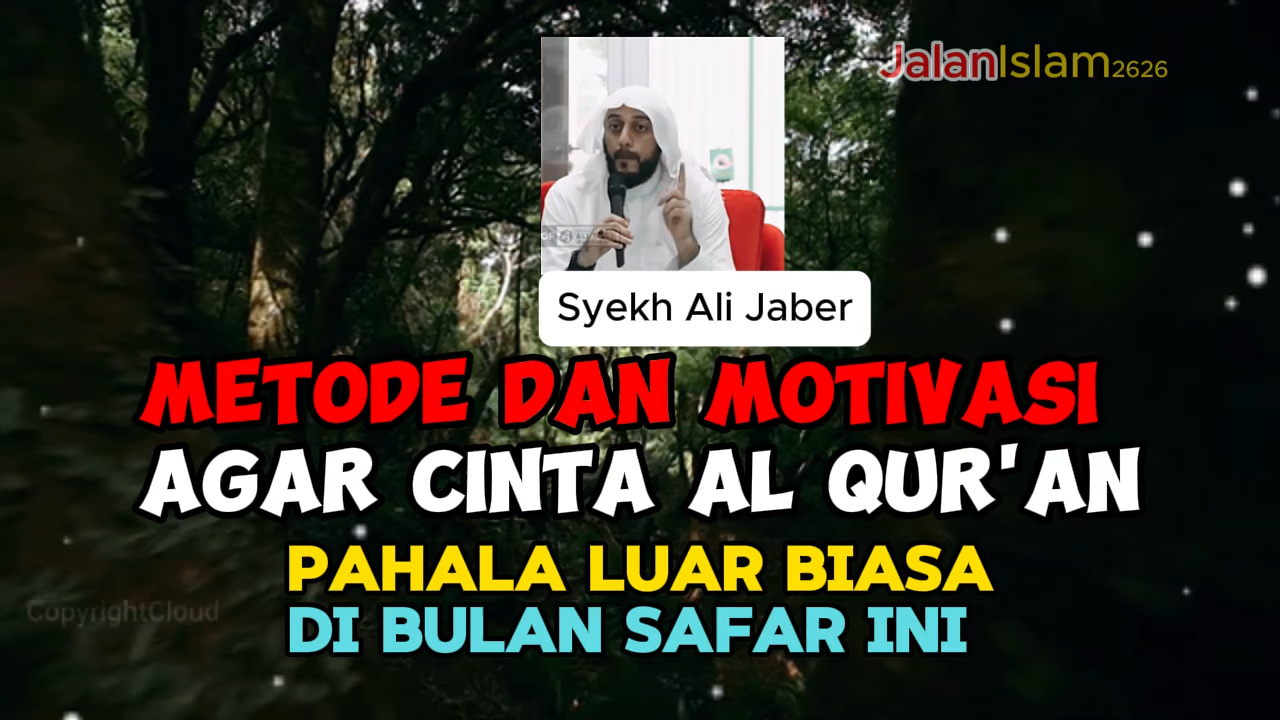 JalanIslam2626
Syekh Ali Jaber
METODE DAN MOTIVASI
AGAR CINTA AL QUR'AN
PAHALA LUAR BIASA
DI BULAN SAFAR INI
CopyrightCloud